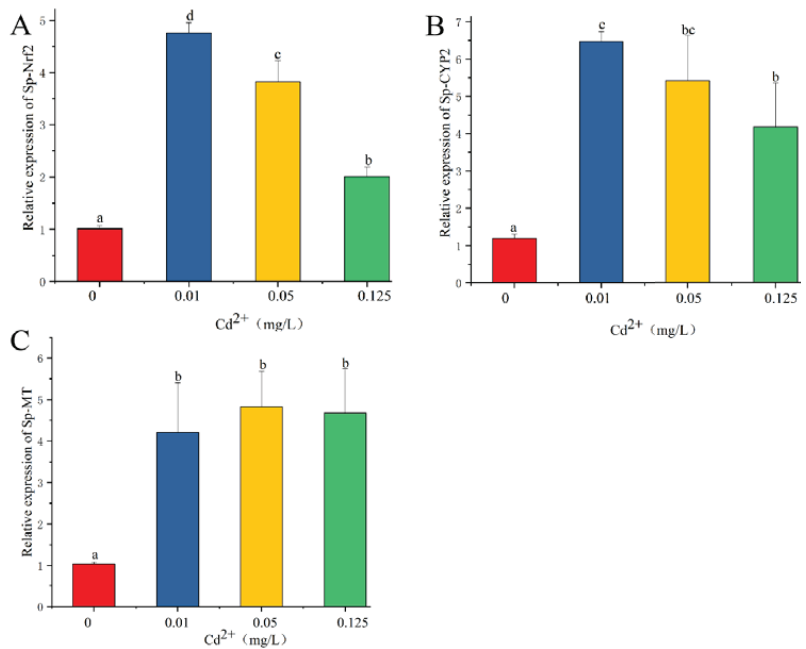 A
Relative expression of Sp-Nrf2
5
4
3
2
1
0
a
d
c
b
0
0.01
0.05
0.125
Cd2+（mg/L）
B
Relative expression of Sp-CYP2
7
6
5
4
3
2
1
0
a
c
bc
b
0
0.01
0.05
0.125
Cd2+（mg/L）
C
Relative expression of Sp-MT
6
5
4
3
2
1
0
a
b
b
b
0
0.01
0.05
0.125
Cd2+（mg/L）